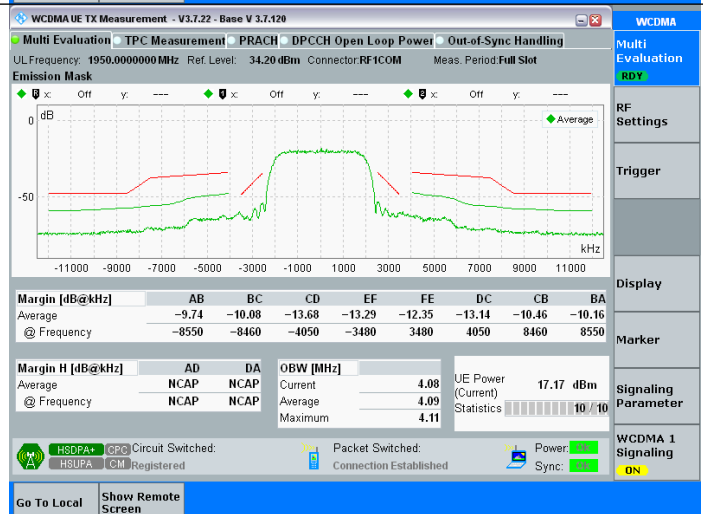 WCDMA UE TX Measurement - V3.7.22 - Base V 3.7.120
WCDMA
Multi Evaluation TPC Measurement PRACH DPCCH Open Loop Power Out-of-Sync Handling
Multi
Evaluation
RDY
UL Frequency: 1950.0000000 MHz Ref. Level: 34.20 dBm Connector:RF1COM Meas. Period:Full Slot
Emission Mask
x: Off y: --- x: Off y: --- x: Off y: ---
RF
Settings
dB
0
Average
Trigger
-50
kHz
-11000 -9000 -7000 -5000 -3000 -1000 1000 3000 5000 7000 9000 11000
Display
Margin [dB@kHz] AB BC CD EF FE DC CB BA
Average -9.74 -10.08 -13.68 -13.29 -12.35 -13.14 -10.46 -10.16
@ Frequency -8550 -8460 -4050 -3480 3480 4050 8460 8550
Marker
Margin H [dB@kHz] AD DA
Average NCAP NCAP
@ Frequency NCAP NCAP
OBW [MHz]
Current 4.08
Average 4.09
Maximum 4.11
UE Power
(Current) 17.17 dBm
Statistics 10 / 10
Signaling
Parameter
HSDPA+ CPC Circuit Switched:
HSUPA CM Registered
Packet Switched:
Connection Established
Power: OK
Sync: OK
WCDMA 1
Signaling
ON
Go To Local
Show Remote
Screen